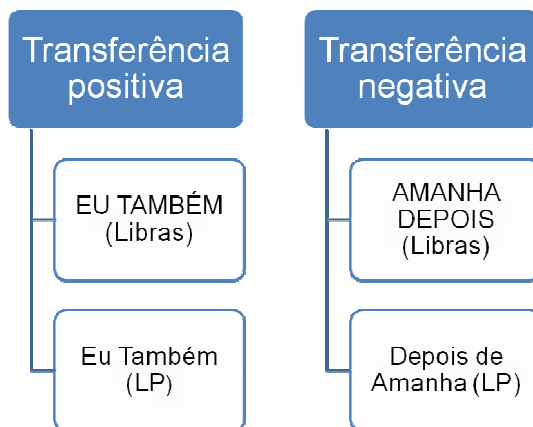 Transferência
positiva
EU TAMBÉM
(Libras)
Eu Também
(LP)
Transferência
negativa
AMANHA
DEPOIS
(Libras)
Depois de
Amanha (LP)